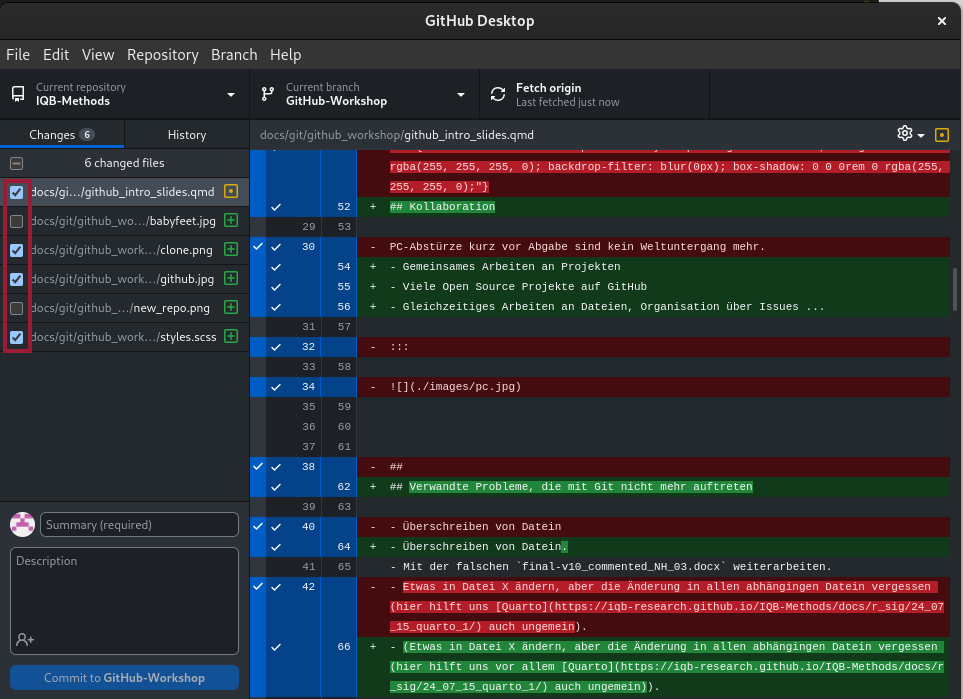 GitHub Desktop
File Edit View Repository Branch Help
Current repository
IQB-Methods
Current branch
GitHub-Workshop
Fetch origin
Last fetched just now
Changes 6
History
docs/git/github_workshop/github_intro_slides.qmd
6 changed files
docs/gi…/github_intro_slides.qmd
docs/git/github_wo…/babyfeet.jpg
docs/git/github_work…/clone.png
docs/git/github_work…/github.jpg
docs/git/github_…/new_repo.png
docs/git/github_work…/styles.scss
Summary (required)
Description
Commit to GitHub-Workshop
rgba(255, 255, 255, 0); backdrop-filter: blur(0px); box-shadow: 0 0 0rem 0 rgba(255,
255, 255, 0);"}
52 + ## Kollaboration
29 53
30 - PC-Abstürze kurz vor Abgabe sind kein Weltuntergang mehr.
54 + - Gemeinsames Arbeiten an Projekten
55 + - Viele Open Source Projekte auf GitHub
56 + - Gleichzeitiges Arbeiten an Dateien, Organisation über Issues ...
31 57
32 - :::
33 58
34 - ![](./images/pc.jpg)
35 59
36 60
37 61
38 - ##
62 + ## Verwandte Probleme, die mit Git nicht mehr auftreten
39 63
40 - - Überschreiben von Datein
64 + - Überschreiben von Datein.
41 65 - Mit der falschen `final-v10_commented_NH_03.docx` weiterarbeiten.
42 - - Etwas in Datei X ändern, aber die Änderung in allen abhängingen Datein vergessen
(hier hilft uns [Quarto](https://iqb-research.github.io/IQB-Methods/docs/r_sig/24_07
_15_quarto_1/) auch ungemein).
66 + - (Etwas in Datei X ändern, aber die Änderung in allen abhängingen Datein vergessen
(hier hilft uns vor allem [Quarto](https://iqb-research.github.io/IQB-Methods/docs/r
_sig/24_07_15_quarto_1/) auch ungemein)).